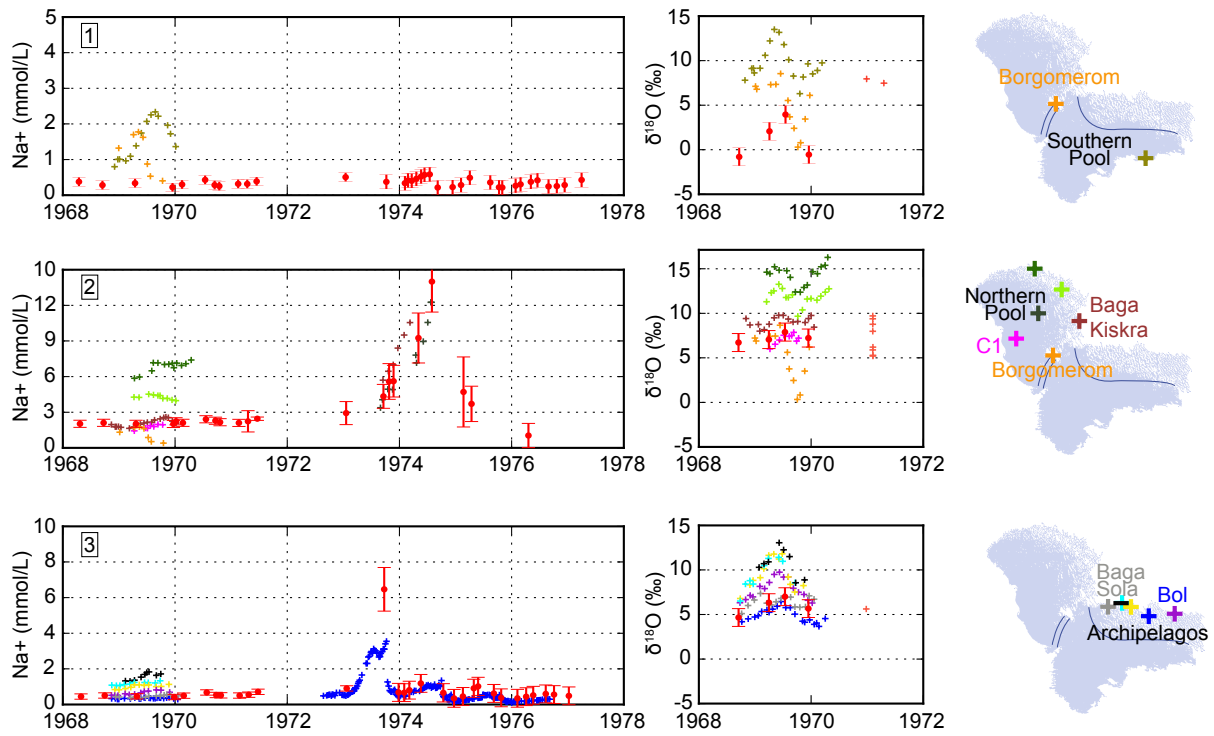 Na+ (mmol/L)
1
5
4
3
2
1
0
1968 1970 1972 1974 1976 1978
δ¹⁸O (‰)
15
10
5
0
-5
1968 1970 1972
Borgomerom
Southern
Pool
Na+ (mmol/L)
2
10
12
9
6
3
0
1968 1970 1972 1974 1976 1978
δ¹⁸O (‰)
15
10
5
0
-5
1968 1970 1972
Northern
Pool
Baga
Kiskra
C1
Borgomerom
Na+ (mmol/L)
3
10
8
6
4
2
0
1968 1970 1972 1974 1976 1978
δ¹⁸O (‰)
15
10
5
0
-5
1968 1970 1972
Baga
Sola
Bol
Archipelagos